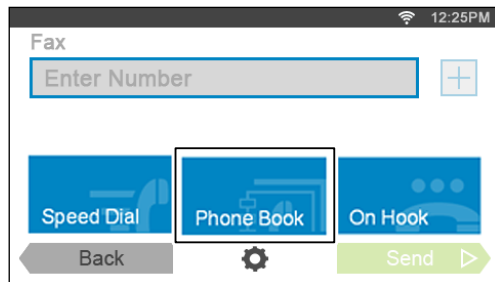 12:25PM
Fax
Enter Number
Speed Dial
Phone Book
On Hook
Back
Send